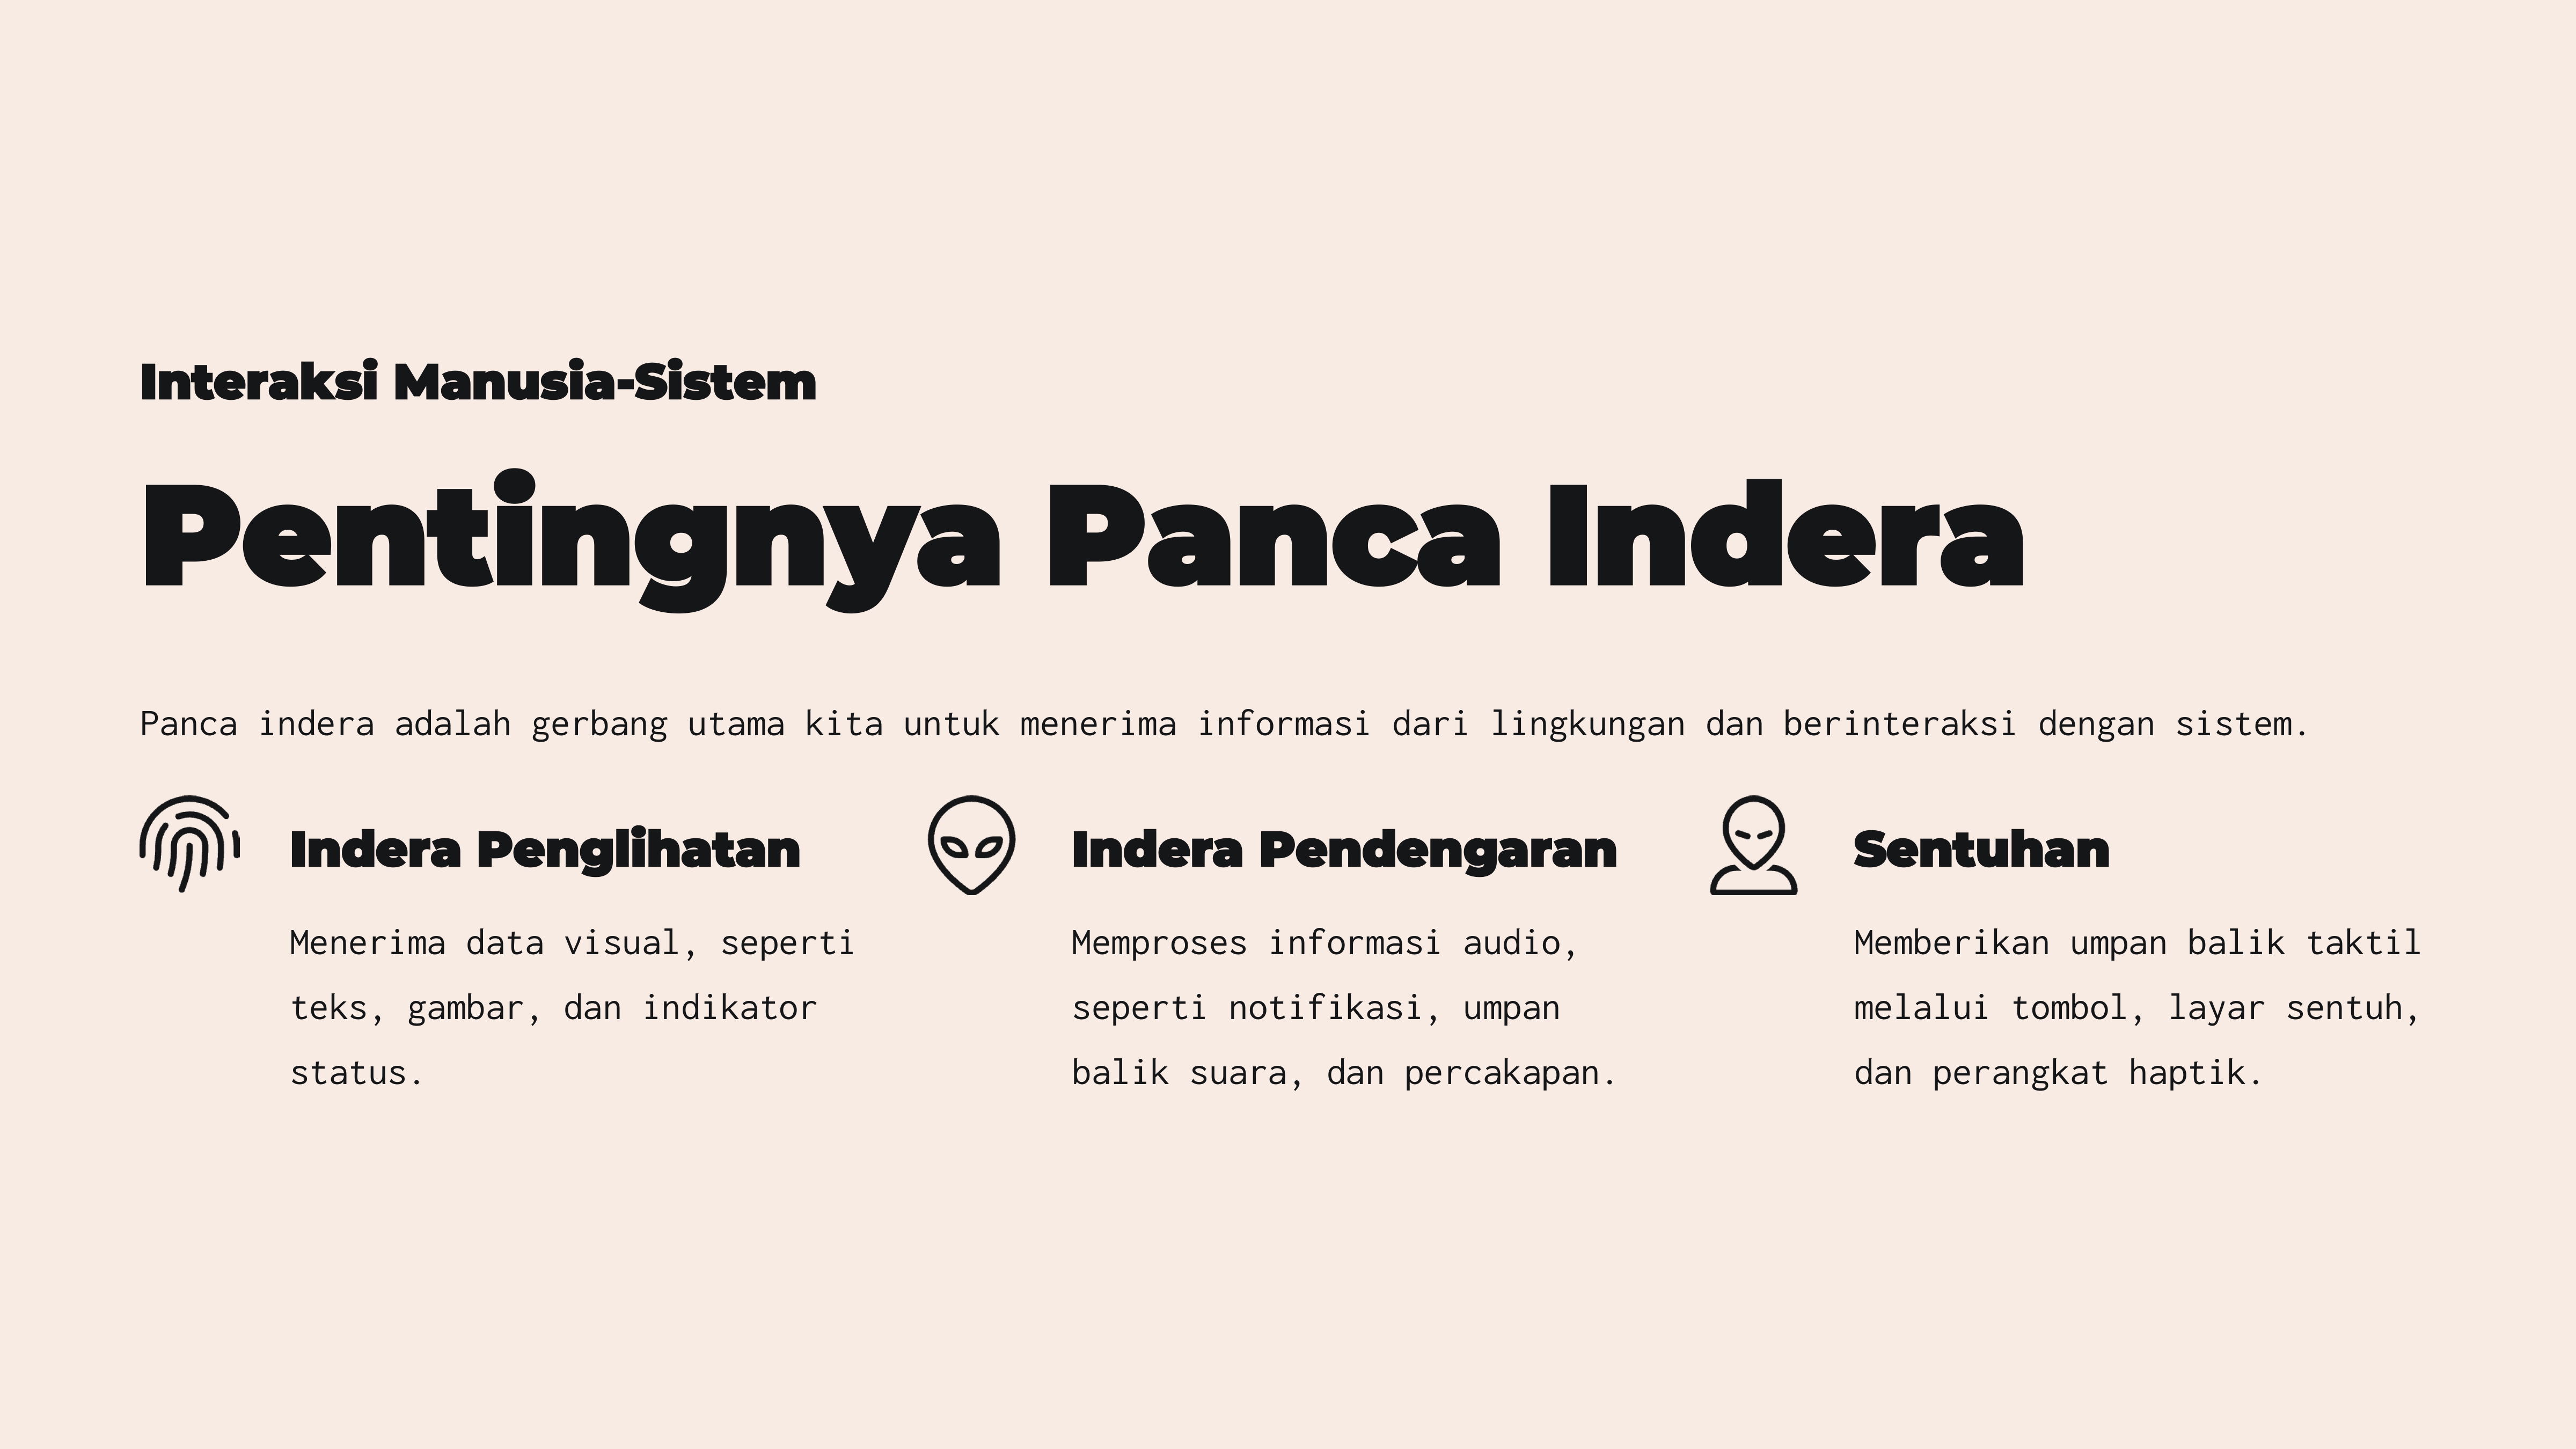 Interaksi Manusia-Sistem
Pentingnya Panca Indera
Panca indera adalah gerbang utama kita untuk menerima informasi dari lingkungan dan berinteraksi dengan sistem.
Indera Penglihatan
Menerima data visual, seperti
teks, gambar, dan indikator
status.
Indera Pendengaran
Memproses informasi audio,
seperti notifikasi, umpan
balik suara, dan percakapan.
Sentuhan
Memberikan umpan balik taktil
melalui tombol, layar sentuh,
dan perangkat haptik.